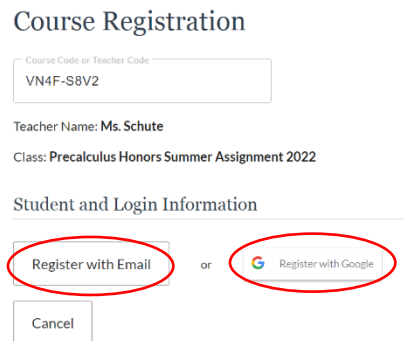 Course Registration
Course Code or Teacher Code
VN4F-S8V2
Teacher Name: Ms. Schute
Class: Precalculus Honors Summer Assignment 2022
Student and Login Information
Register with Email or Register with Google
Cancel